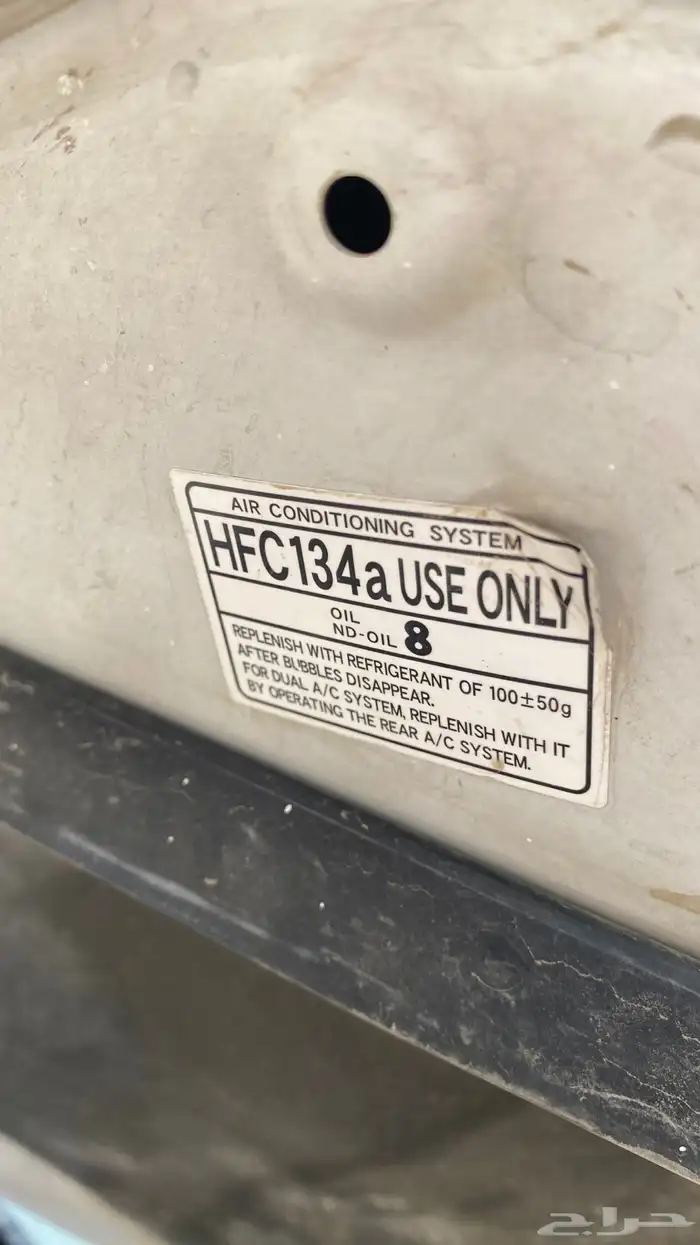 AIR CONDITIONING SYSTEM
HFC134a USE ONLY
OIL
ND-OIL 8
REPLENISH WITH REFRIGERANT OF 100±50g
AFTER BUBBLES DISAPPEAR.
FOR DUAL A/C SYSTEM, REPLENISH WITH IT
BY OPERATING THE REAR A/C SYSTEM.
حراج